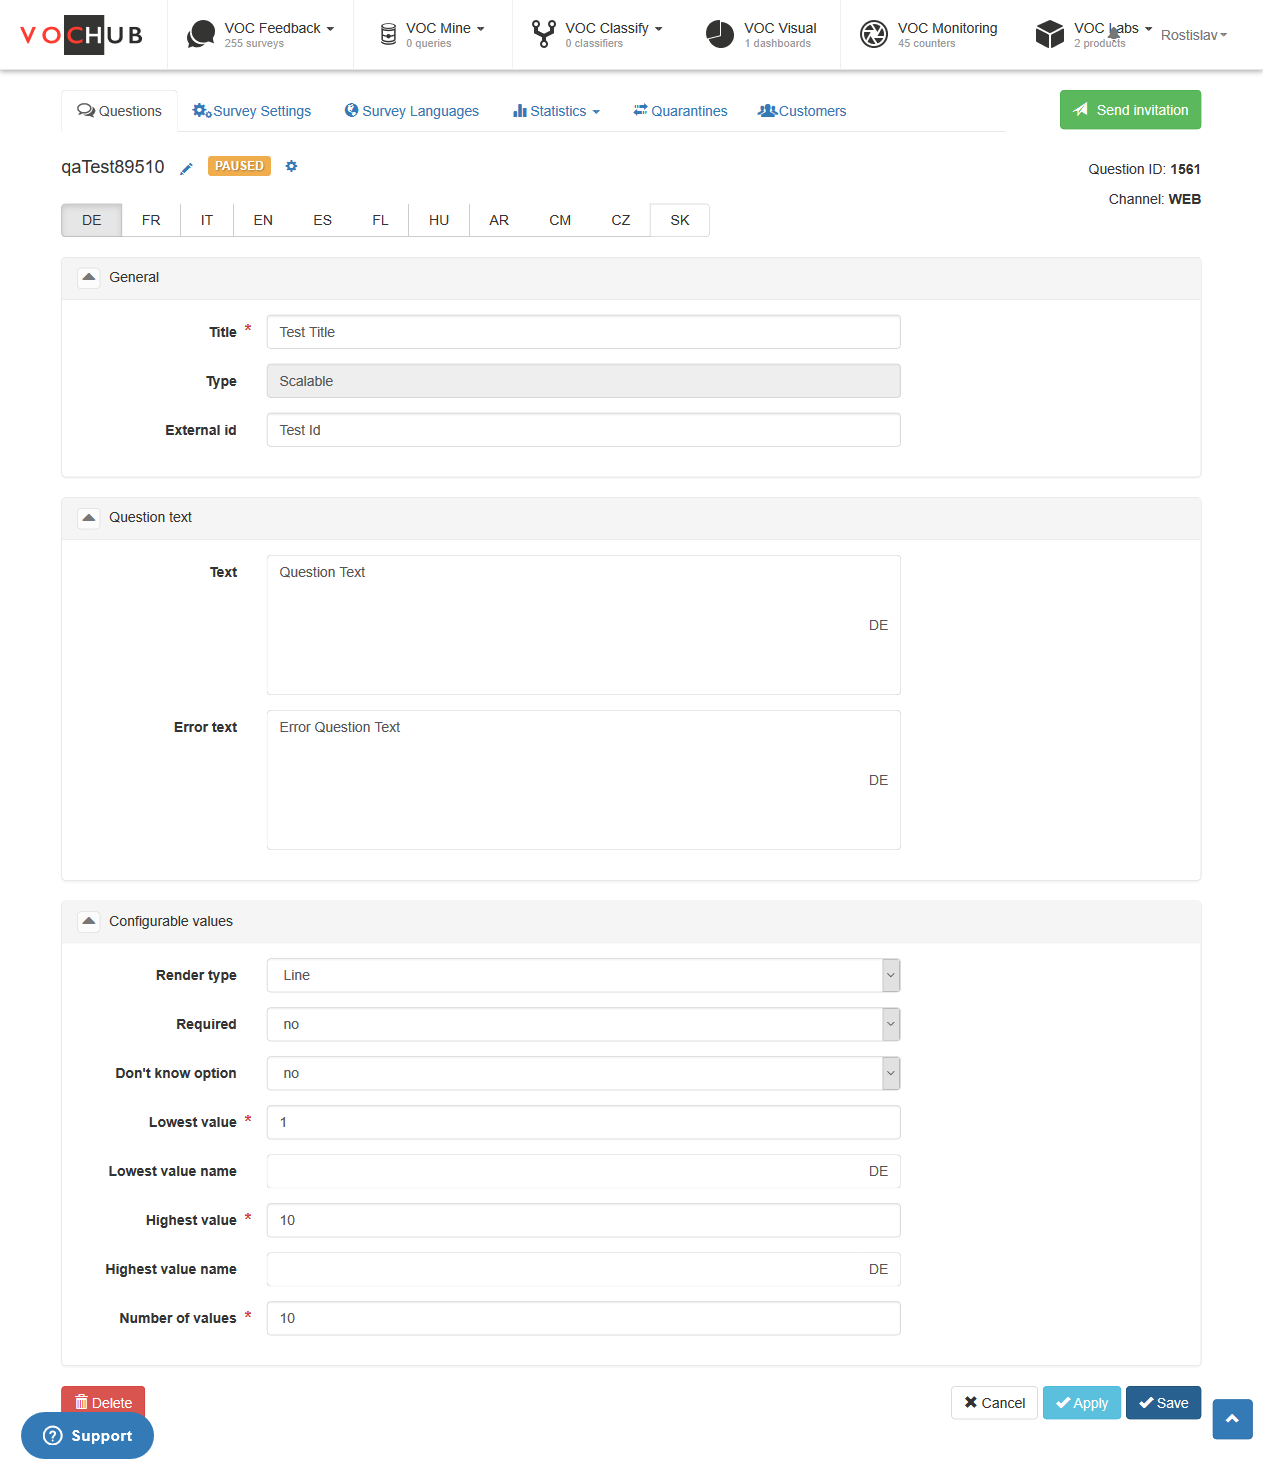 VOCHUB
VOC Feedback
255 surveys
VOC Mine
0 queries
VOC Classify
0 classifiers
VOC Visual
1 dashboards
VOC Monitoring
45 counters
VOC Labs
2 products
Rostislav
Questions
Survey Settings
Survey Languages
Statistics
Quarantines
Customers
Send invitation
qaTest89510
PAUSED
Question ID: 1561
Channel: WEB
DE FR IT EN ES FL HU AR CM CZ SK
General
Title * Test Title
Type Scalable
External id Test Id
Question text
Text Question Text
DE
Error text Error Question Text
DE
Configurable values
Render type Line
Required no
Don't know option no
Lowest value * 1
Lowest value name DE
Highest value * 10
Highest value name DE
Number of values * 10
Delete
Cancel
Apply
Save
Support